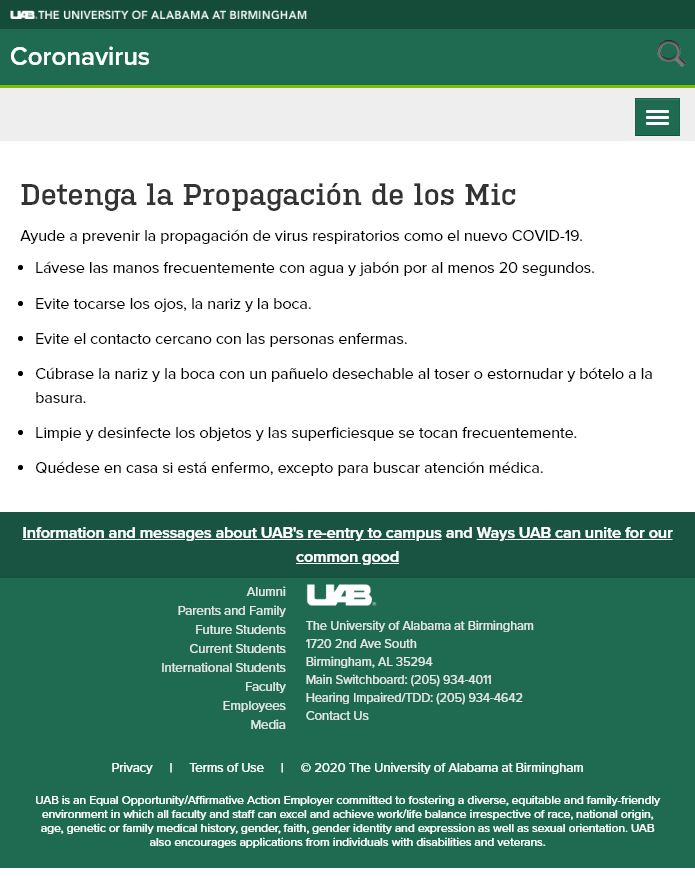 UAB THE UNIVERSITY OF ALABAMA AT BIRMINGHAM
Coronavirus
Detenga la Propagación de los Mic
Ayude a prevenir la propagación de virus respiratorios como el nuevo COVID-19.
• Lávese las manos frecuentemente con agua y jabón por al menos 20 segundos.
• Evite tocarse los ojos, la nariz y la boca.
• Evite el contacto cercano con las personas enfermas.
• Cúbrase la nariz y la boca con un pañuelo desechable al toser o estornudar y bótelo a la
basura.
• Limpie y desinfecte los objetos y las superficiesque se tocan frecuentemente.
• Quédese en casa si está enfermo, excepto para buscar atención médica.
Information and messages about UAB's re-entry to campus and Ways UAB can unite for our
common good
Alumni
Parents and Family
Future Students
Current Students
International Students
Faculty
Employees
Media
UAB
The University of Alabama at Birmingham
1720 2nd Ave South
Birmingham, AL 35294
Main Switchboard: (205) 934-4011
Hearing Impaired/TDD: (205) 934-4642
Contact Us
Privacy | Terms of Use | © 2020 The University of Alabama at Birmingham
UAB is an Equal Opportunity/Affirmative Action Employer committed to fostering a diverse, equitable and family-friendly
environment in which all faculty and staff can excel and achieve work/life balance irrespective of race, national origin,
age, genetic or family medical history, gender, faith, gender identity and expression as well as sexual orientation. UAB
also encourages applications from individuals with disabilities and veterans.